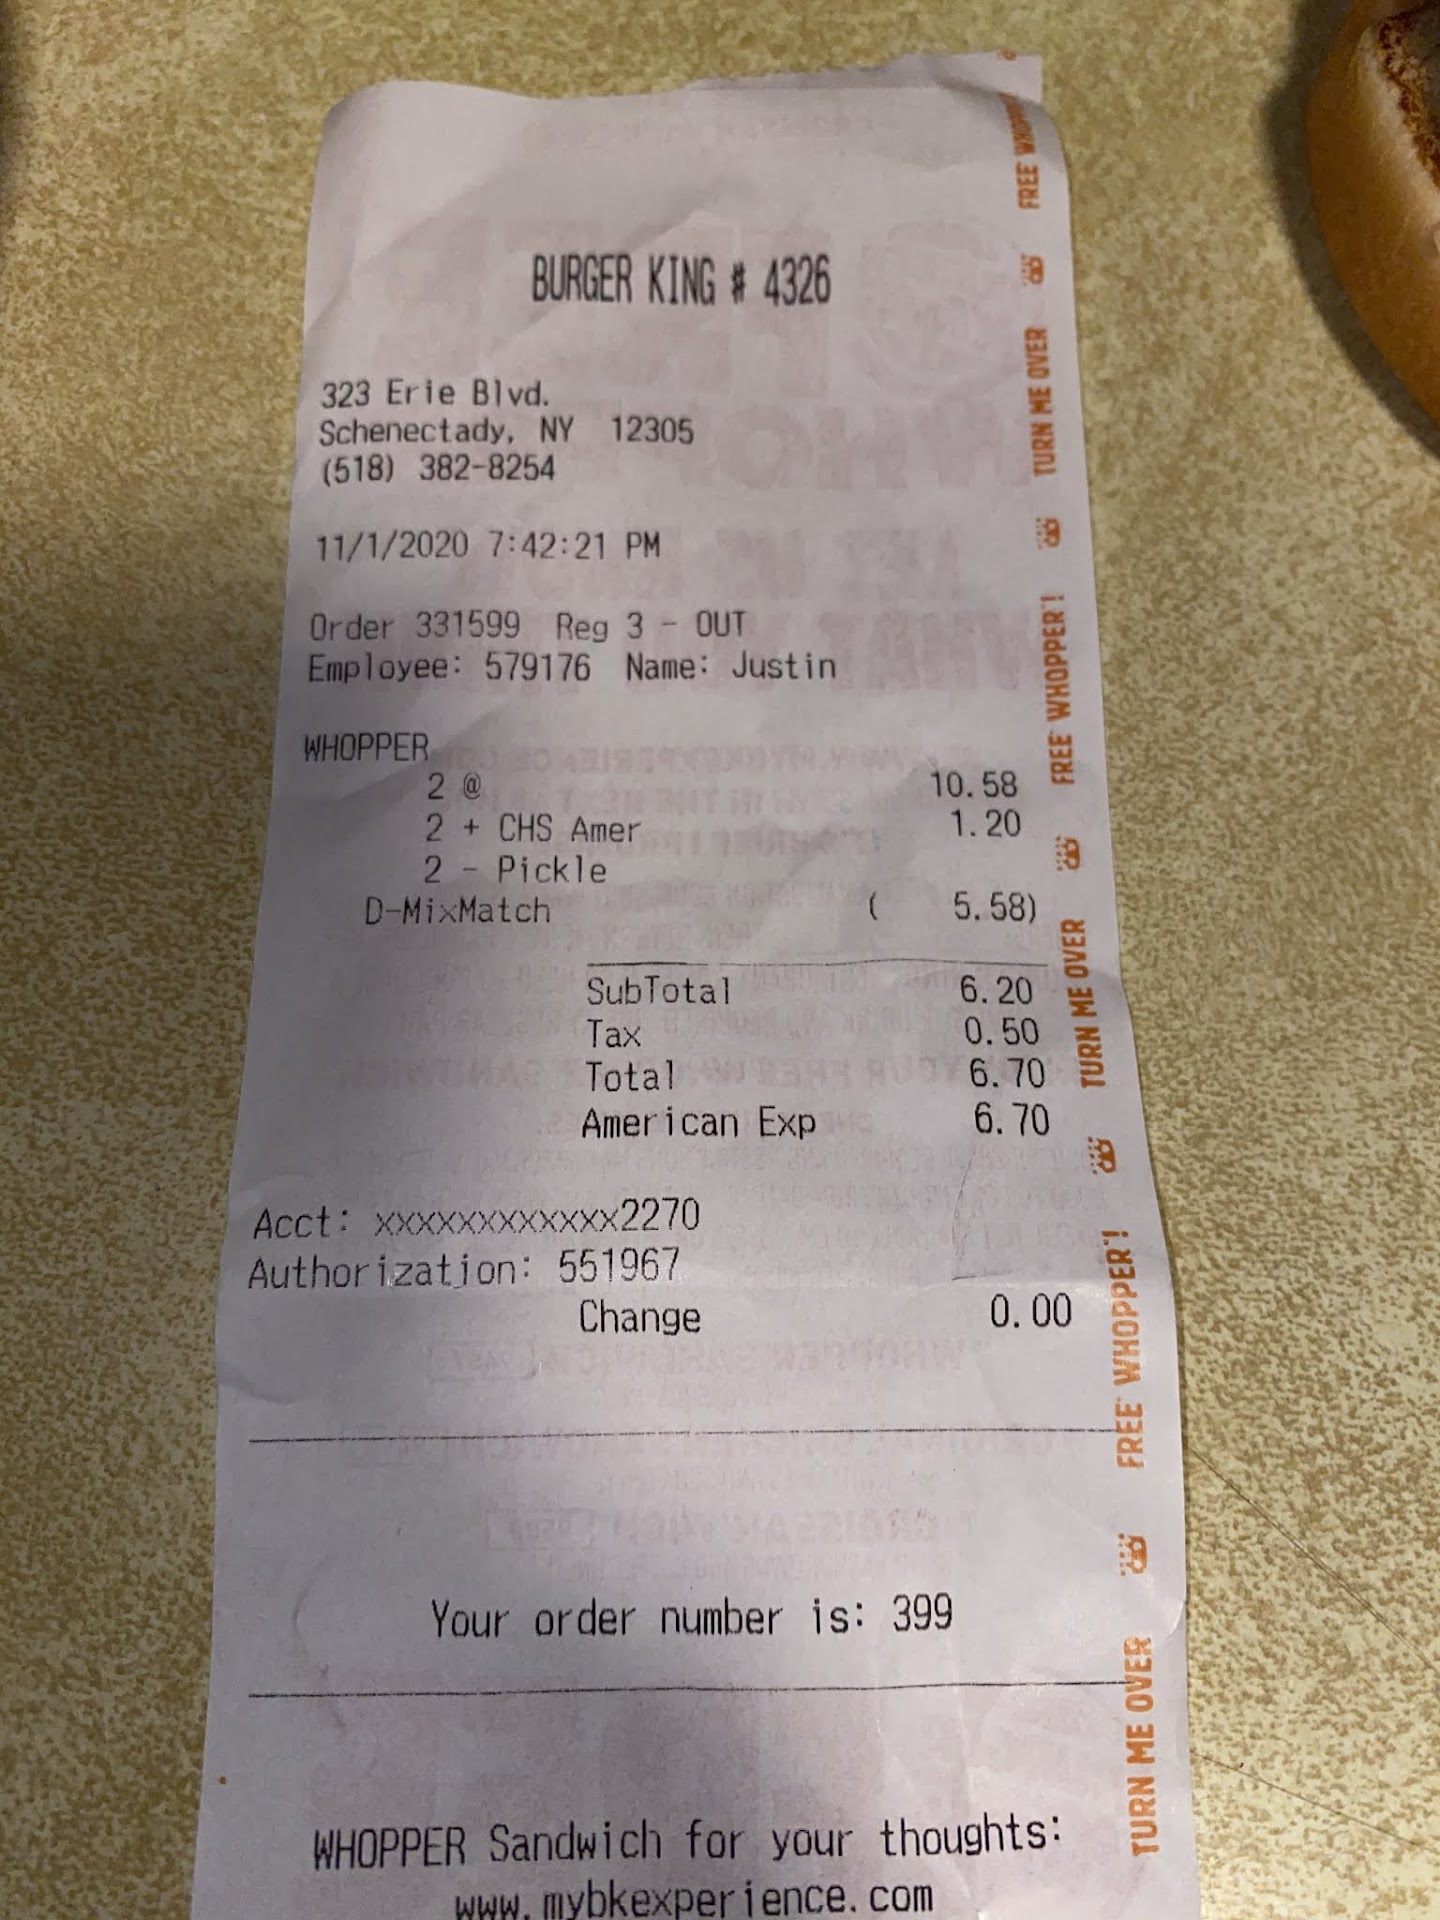 BURGER KING # 4326
323 Erie Blvd.
Schenectady, NY 12305
(518) 382-8254
11/1/2020 7:42:21 PM
Order 331599 Reg 3 - OUT
Employee: 579176 Name: Justin
WHOPPER
2 @ 10.58
2 + CHS Amer 1.20
2 - Pickle
D-MixMatch ( 5.58)
SubTotal 6.20
Tax 0.50
Total 6.70
American Exp 6.70
Acct: xxxxxxxxxxxxx2270
Authorization: 551967
Change 0.00
Your order number is: 399
WHOPPER Sandwich for your thoughts:
www.mybkexperience.com
FREE WHOPPER
TURN ME OVER
FREE WHOPPER!
TURN ME OVER
FREE WHOPPER!
TURN ME OVER